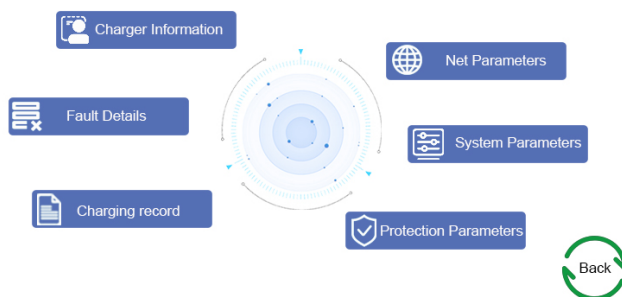 Charger Information
Net Parameters
Fault Details
System Parameters
Charging record
Protection Parameters
Back